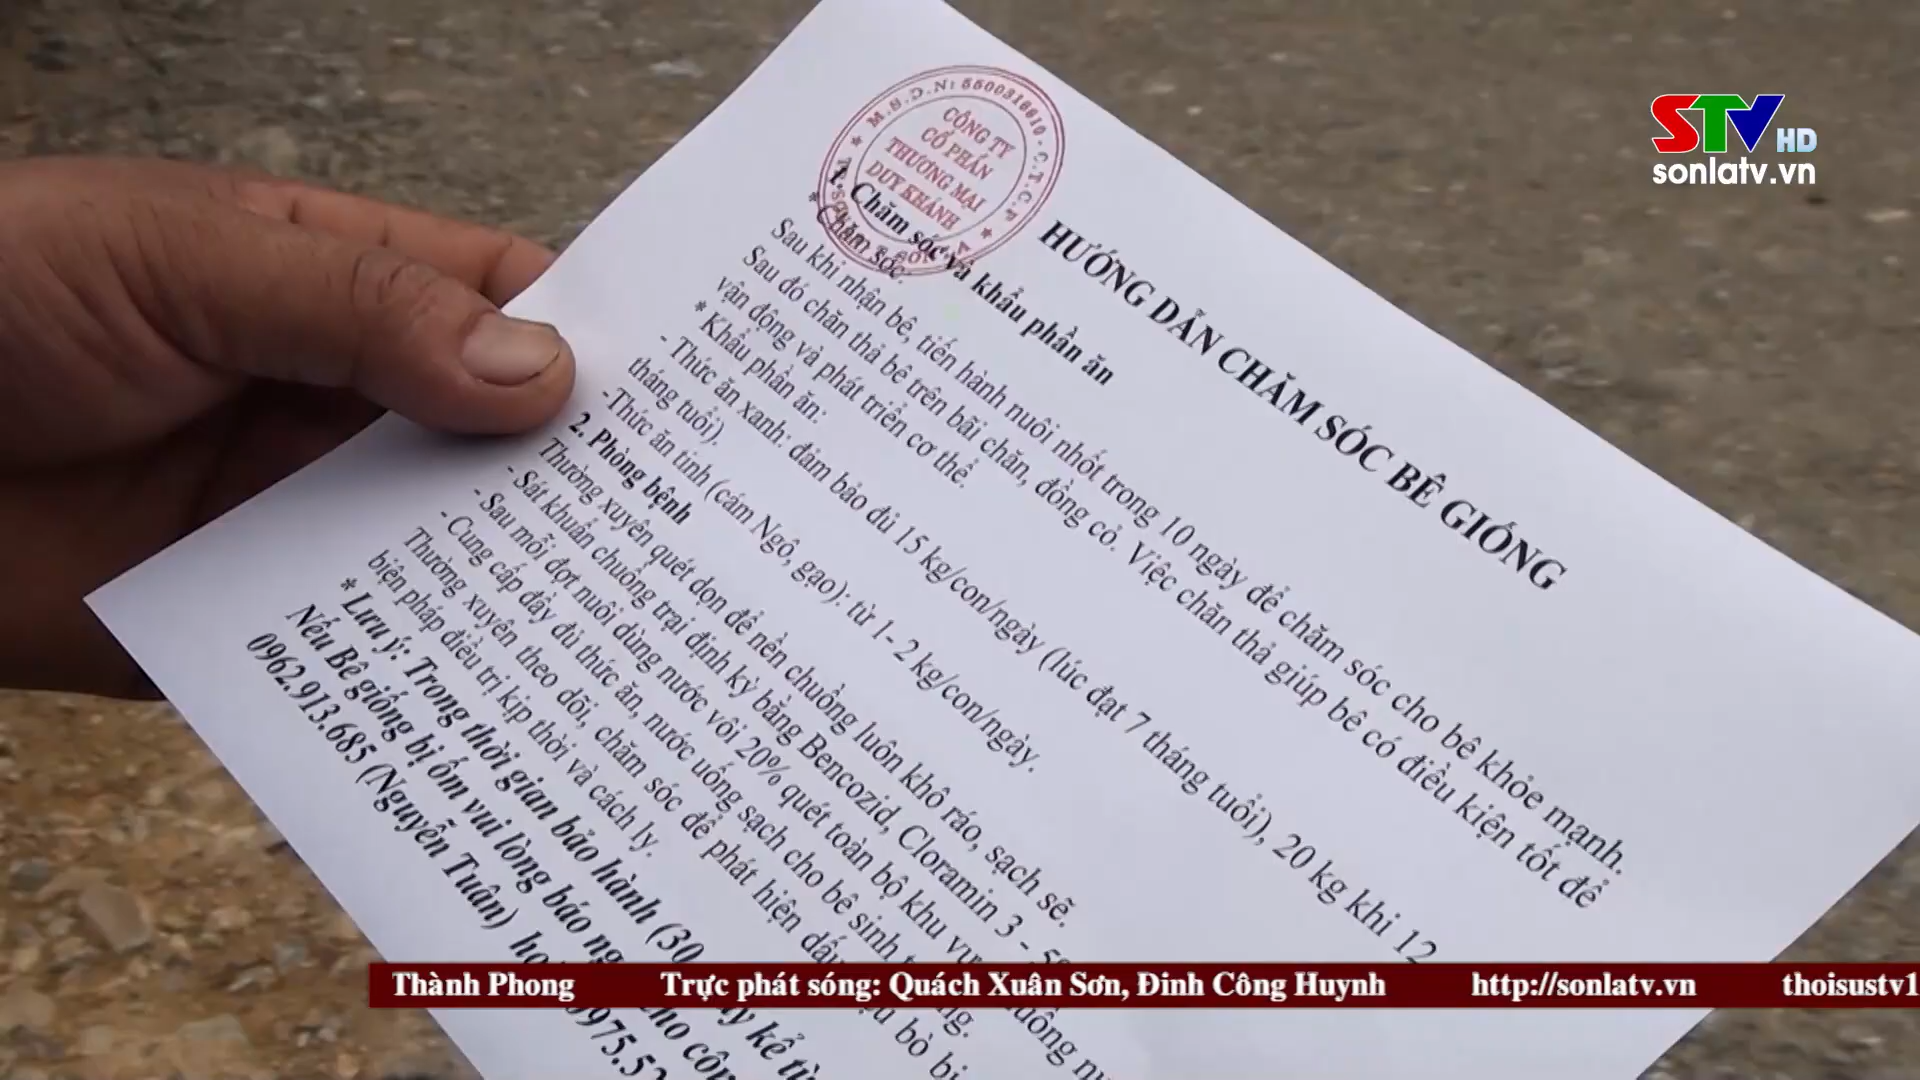 STV HD
sonlatv.vn
M.S.D.N: 5500316610 - C.T.C.P
CÔNG TY
CỔ PHẦN
THƯƠNG MẠI
DUY KHÁNH
HƯỚNG DẪN CHĂM SÓC BÊ GIỐNG
1. Chăm sóc và khẩu phần ăn
* Chăm sóc:
Sau khi nhận bê, tiến hành nuôi nhốt trong 10 ngày để chăm sóc cho bê khỏe mạnh.
Sau đó chăn thả bê trên bãi chăn, đồng cỏ. Việc chăn thả giúp bê có điều kiện tốt để
vận động và phát triển cơ thể.
* Khẩu phần ăn:
- Thức ăn xanh: đảm bảo đủ 15 kg/con/ngày (lúc đạt 7 tháng tuổi), 20 kg khi 12
tháng tuổi).
-Thức ăn tinh (cám Ngô, gạo): từ 1- 2 kg/con/ngày.
2. Phòng bệnh
Thường xuyên quét dọn để nền chuồng luôn khô ráo, sạch sẽ.
- Sát khuẩn chuồng trại định kỳ bằng Bencozid, Cloramin 3 -
- Sau mỗi đợt nuôi dùng nước vôi 20% quét toàn bộ khu
- Cung cấp đầy đủ thức ăn, nước uống sạch cho bê sinh
Thường xuyên theo dõi, chăm sóc để phát hiện bò bị
biện pháp điều trị kịp thời và cách ly.
* Lưu ý: Trong thời gian bảo hành (30 kể từ
Nếu Bê giống bị ốm vui lòng báo cho
0962.913.685 (Nguyễn Tuân)
Thành Phong Trực phát sóng: Quách Xuân Sơn, Đinh Công Huynh http://sonlatv.vn thoisustv1